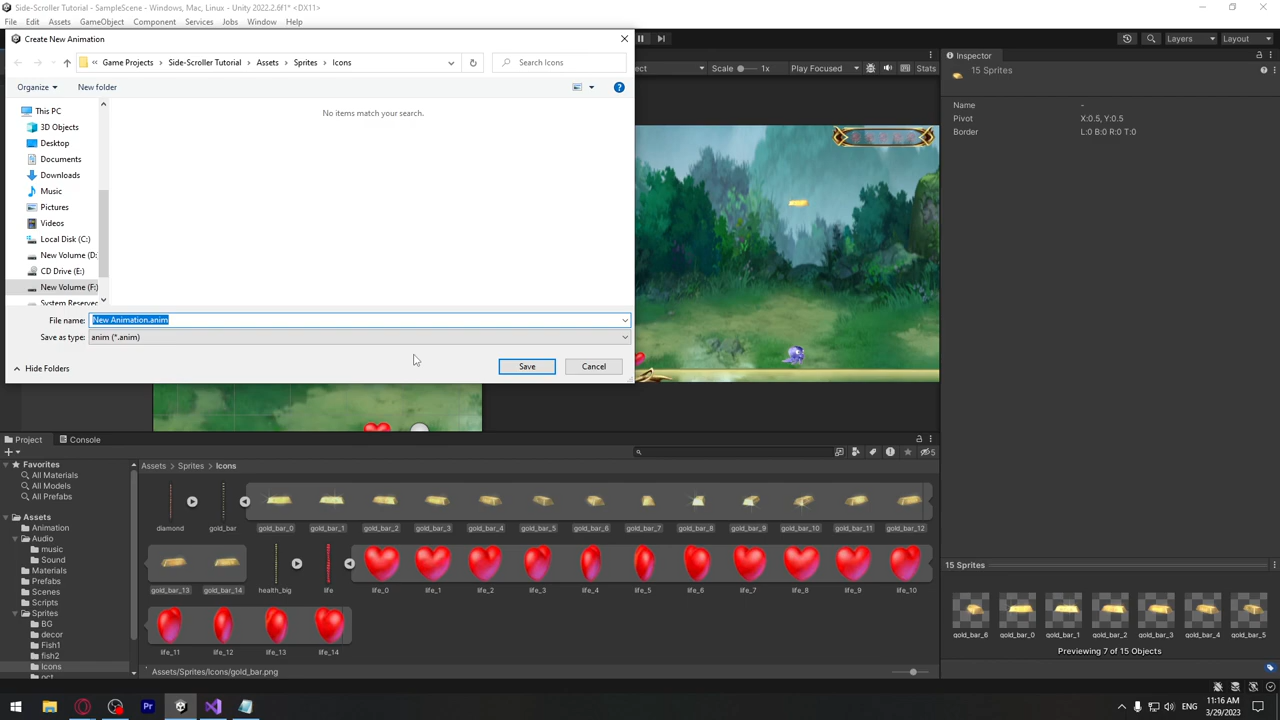 Side-Scroller Tutorial - SampleScene - Windows, Mac, Linux - Unity 2022.2.6f1* <DX11>
File Edit Assets GameObject Component Services Jobs Window Help
Create New Animation
Layers Layout
Game Projects Side-Scroller Tutorial Assets Sprites Icons
Search Icons
Scale 1x Play Focused Stats
Inspector
15 Sprites
Organize New folder
Name -
Pivot X:0.5, Y:0.5
Border L:0 B:0 R:0 T:0
No items match your search.
This PC
3D Objects
Desktop
Documents
Downloads
Music
Pictures
Videos
Local Disk (C:)
New Volume (D:
CD Drive (E:)
New Volume (F:)
System Reserved
File name: New Animation.anim
Save as type: anim (*.anim)
Hide Folders
Save Cancel
Project Console
5
Favorites
All Materials
All Models
All Prefabs
Assets
Animation
Audio
music
Sound
Materials
Prefabs
Scenes
Scripts
Sprites
BG
decor
Fish1
fish2
Icons
Assets Sprites Icons
diamond gold_bar gold_bar_0 gold_bar_1 gold_bar_2 gold_bar_3 gold_bar_4 gold_bar_5 gold_bar_6 gold_bar_7 gold_bar_8 gold_bar_9 gold_bar_10 gold_bar_11 gold_bar_12
gold_bar_13 gold_bar_14 health_big life life_0 life_1 life_2 life_3 life_4 life_5 life_6 life_7 life_8 life_9 life_10
life_11 life_12 life_13 life_14
Assets/Sprites/Icons/gold_bar.png
15 Sprites
gold_bar_6 gold_bar_0 gold_bar_1 gold_bar_2 gold_bar_3 gold_bar_4 gold_bar_5
Previewing 7 of 15 Objects
Pr
ENG
11:16 AM
3/29/2023